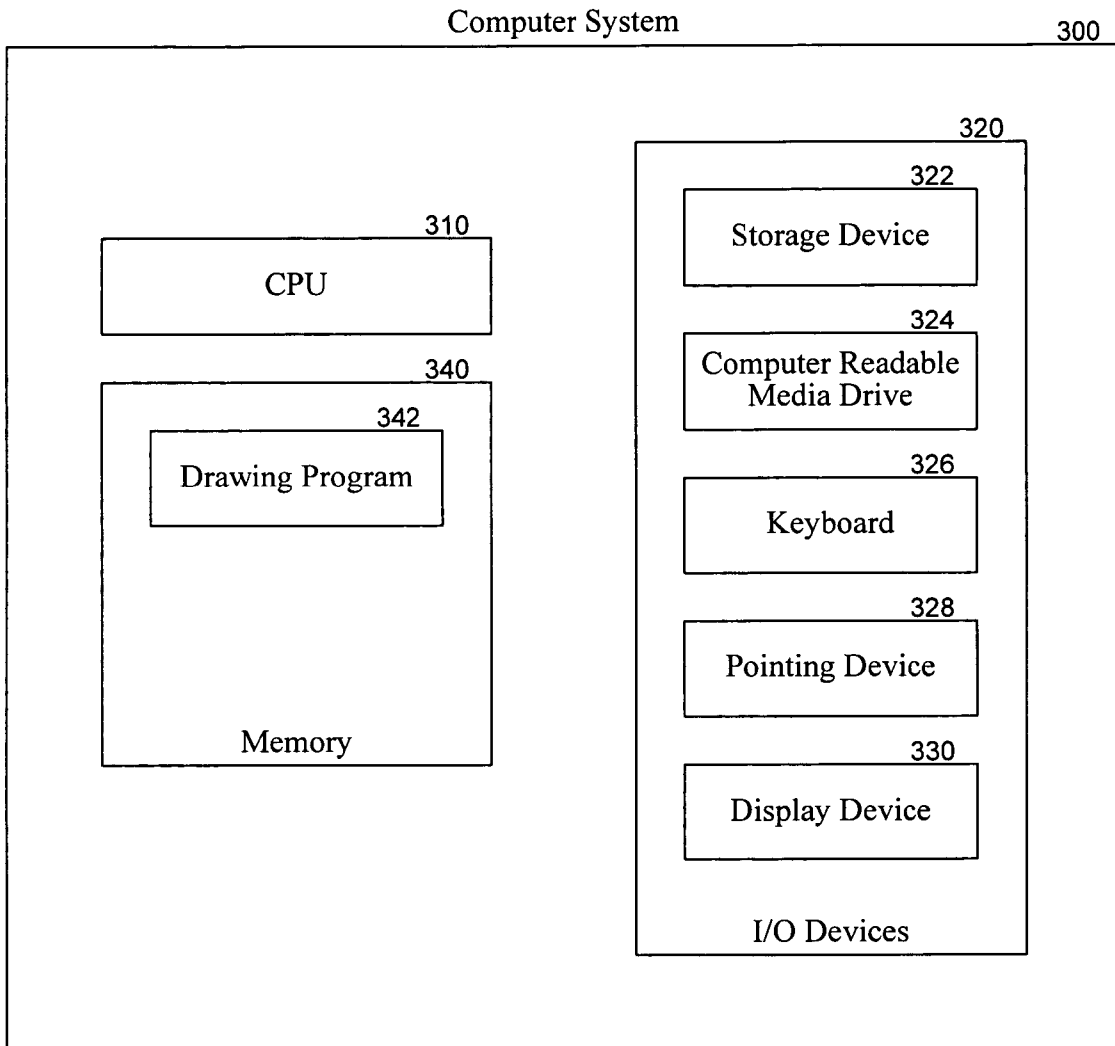 Computer System
300
320
322
Storage Device
310
CPU
324
Computer Readable
Media Drive
340
342
Drawing Program
326
Keyboard
328
Pointing Device
Memory
330
Display Device
I/O Devices